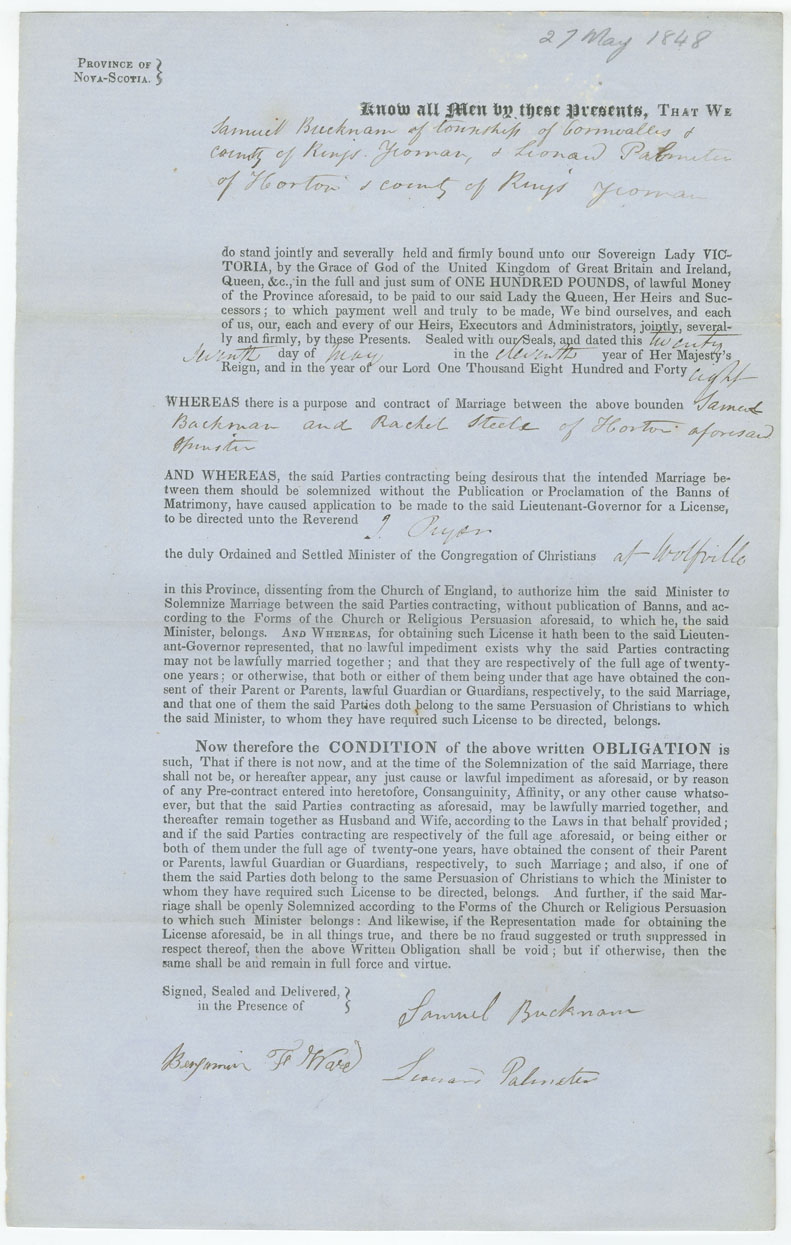 27 May 1848
PROVINCE OF
NOVA-SCOTIA.
Know all Men by these Presents, THAT WE
Samuel Bucknam of township of Cornwallis &
county of Kings Yeoman, & Leonard Palmeter
of Horton & county of Kings Yeoman
do stand jointly and severally held and firmly bound unto our Sovereign Lady VIC-
TORIA, by the Grace of God of the United Kingdom of Great Britain and Ireland,
Queen, &c., in the full and just sum of ONE HUNDRED POUNDS, of lawful Money
of the Province aforesaid, to be paid to our said Lady the Queen, Her Heirs and Suc-
cessors; to which payment well and truly to be made, We bind ourselves, and each
of us, our, each and every of our Heirs, Executors and Administrators, jointly, several-
ly and firmly, by these Presents. Sealed with our Seals, and dated this twenty
seventh day of May in the eleventh year of Her Majesty's
Reign, and in the year of our Lord One Thousand Eight Hundred and Forty eight
WHEREAS there is a purpose and contract of Marriage between the above bounden Samuel
Backman and Rachel Steele of Horton aforesaid
Spinster
AND WHEREAS, the said Parties contracting being desirous that the intended Marriage be-
tween them should be solemnized without the Publication or Proclamation of the Banns of
Matrimony, have caused application to be made to the said Lieutenant-Governor for a License,
to be directed unto the Reverend
the duly Ordained and Settled Minister of the Congregation of Christians at Wolfville
in this Province, dissenting from the Church of England, to authorize him the said Minister to
Solemnize Marriage between the said Parties contracting, without publication of Banns, and ac-
cording to the Forms of the Church or Religious Persuasion aforesaid, to which he, the said
Minister, belongs. AND WHEREAS, for obtaining such License it hath been to the said Lieuten-
ant-Governor represented, that no lawful impediment exists why the said Parties contracting
may not be lawfully married together; and that they are respectively of the full age of twenty-
one years; or otherwise, that both or either of them being under that age have obtained the con-
sent of their Parent or Parents, lawful Guardian or Guardians, respectively, to the said Marriage,
and that one of them the said Parties doth belong to the same Persuasion of Christians to which
the said Minister, to whom they have required such License to be directed, belongs.
Now therefore the CONDITION of the above written OBLIGATION is
such, That if there is not now, and at the time of the Solemnization of the said Marriage, there
shall not be, or hereafter appear, any just cause or lawful impediment as aforesaid, or by reason
of any Pre-contract entered into heretofore, Consanguinity, Affinity, or any other cause whatso-
ever, but that the said Parties contracting as aforesaid, may be lawfully married together, and
thereafter remain together as Husband and Wife, according to the Laws in that behalf provided;
and if the said Parties contracting are respectively of the full age aforesaid, or being either or
both of them under the full age of twenty-one years, have obtained the consent of their Parent
or Parents, lawful Guardian or Guardians, respectively, to such Marriage; and also, if one of
them the said Parties doth belong to the same Persuasion of Christians to which the Minister to
whom they have required such License to be directed, belongs. And further, if the said Mar-
riage shall be openly Solemnized according to the Forms of the Church or Religious Persuasion
to which such Minister belongs: And likewise, if the Representation made for obtaining the
License aforesaid, be in all things true, and there be no fraud suggested or truth suppressed in
respect thereof, then the above Written Obligation shall be void; but if otherwise, then the
same shall be and remain in full force and virtue.
Signed, Sealed and Delivered,
in the Presence of
Samuel Bucknam
Benjamin F Ward
Leonard Palmeter